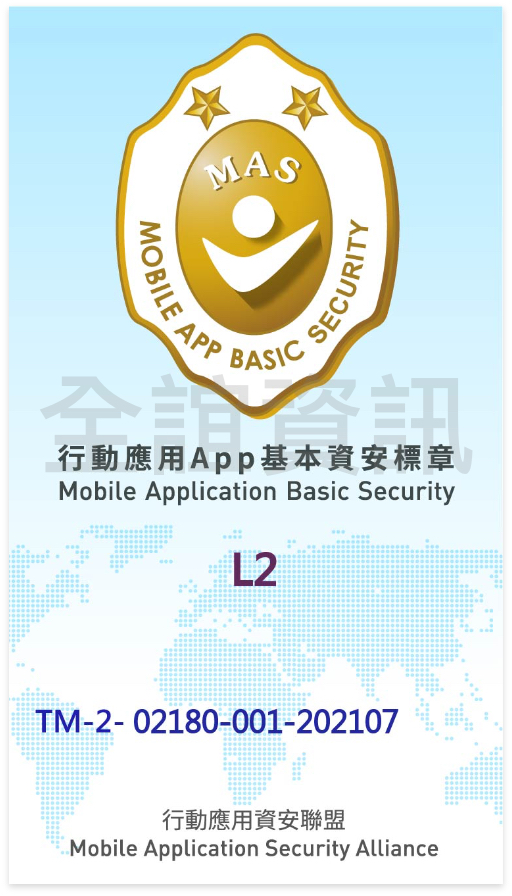 MAS
MOBILE APP BASIC SECURITY
全誼資訊
行動應用App基本資安標章
Mobile Application Basic Security
L2
TM-2- 02180-001-202107
行動應用資安聯盟
Mobile Application Security Alliance